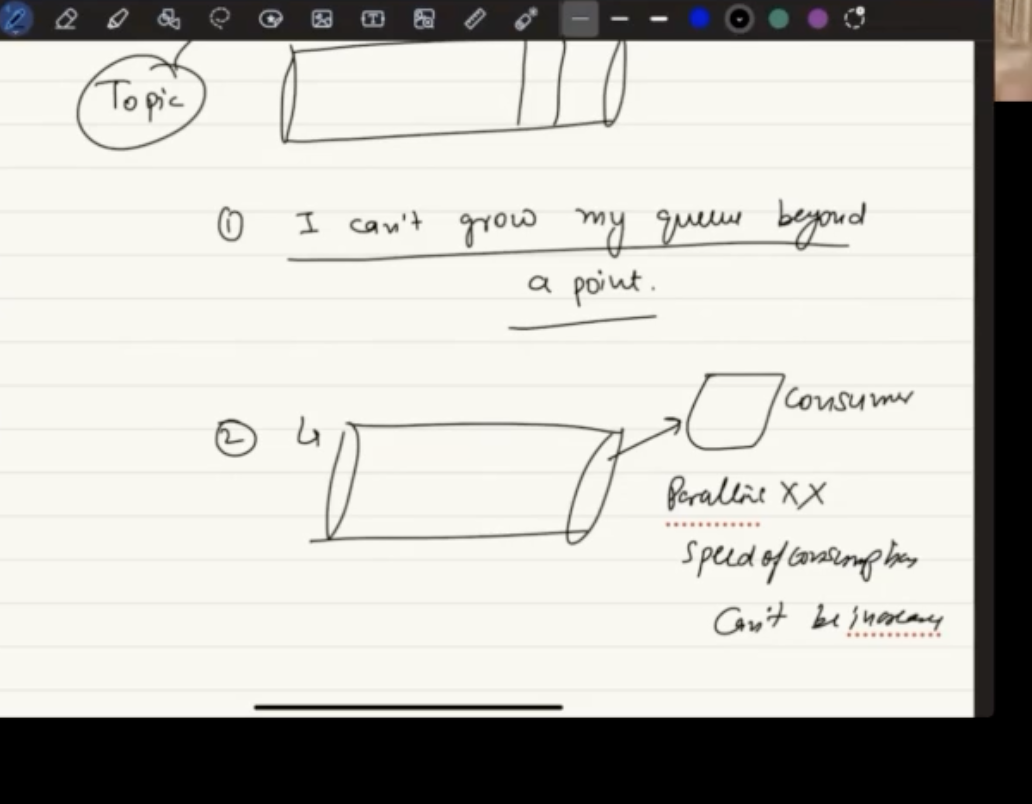 Topic
① I can't grow my queue beyond
a point.
② 4
Consumer
Parallize XX
Speed of consumption
Can't be increase